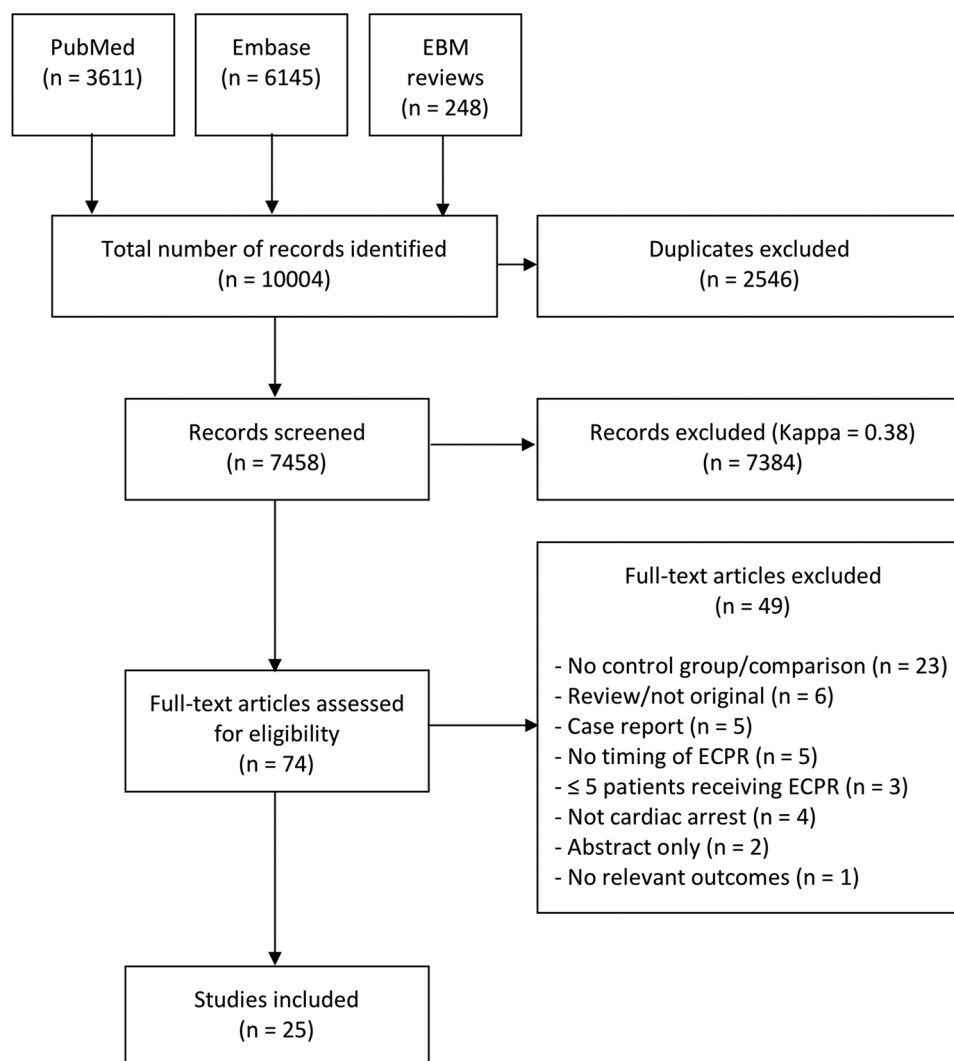 PubMed
(n = 3611)
Embase
(n = 6145)
EBM
reviews
(n = 248)
Total number of records identified
(n = 10004)
Duplicates excluded
(n = 2546)
Records screened
(n = 7458)
Records excluded (Kappa = 0.38)
(n = 7384)
Full-text articles excluded
(n = 49)
- No control group/comparison (n = 23)
- Review/not original (n = 6)
- Case report (n = 5)
- No timing of ECPR (n = 5)
- ≤ 5 patients receiving ECPR (n = 3)
- Not cardiac arrest (n = 4)
- Abstract only (n = 2)
- No relevant outcomes (n = 1)
Full-text articles assessed
for eligibility
(n = 74)
Studies included
(n = 25)